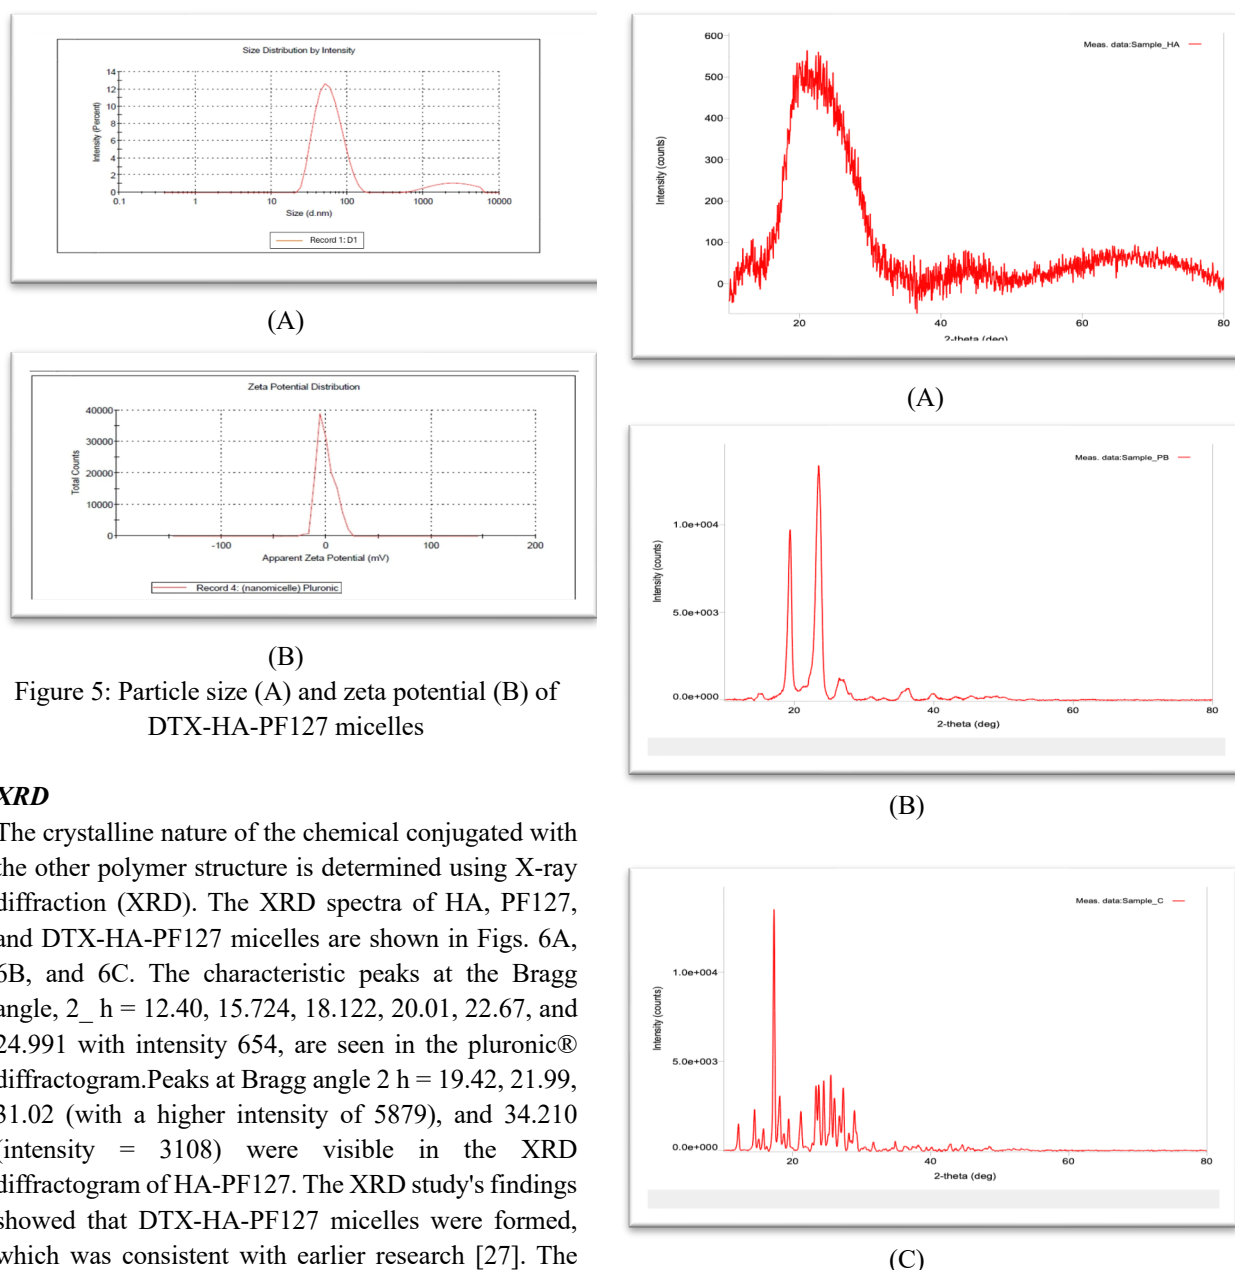 Size Distribution by Intensity
14
12
10
8
6
4
2
0
Intensity (Percent)
0.1 1 10 100 1000 10000
Size (d.nm)
Record 1: D1
(A)
Zeta Potential Distribution
40000
30000
20000
10000
0
Total Counts
-100 0 100 200
Apparent Zeta Potential (mV)
Record 4: (nanomicelle) Pluronic
(B)
Figure 5: Particle size (A) and zeta potential (B) of
DTX-HA-PF127 micelles
XRD
The crystalline nature of the chemical conjugated with
the other polymer structure is determined using X-ray
diffraction (XRD). The XRD spectra of HA, PF127,
and DTX-HA-PF127 micelles are shown in Figs. 6A,
6B, and 6C. The characteristic peaks at the Bragg
angle, 2_ h = 12.40, 15.724, 18.122, 20.01, 22.67, and
24.991 with intensity 654, are seen in the pluronic®
diffractogram.Peaks at Bragg angle 2 h = 19.42, 21.99,
31.02 (with a higher intensity of 5879), and 34.210
(intensity = 3108) were visible in the XRD
diffractogram of HA-PF127. The XRD study's findings
showed that DTX-HA-PF127 micelles were formed,
which was consistent with earlier research [27]. The
Meas. data:Sample_HA
600
500
400
300
200
100
0
Intensity (counts)
20 40 60 80
2-theta (deg)
(A)
Meas. data:Sample_PB
1.0e+004
5.0e+003
0.0e+000
Intensity (counts)
20 40 60 80
2-theta (deg)
(B)
Meas. data:Sample_C
1.0e+004
5.0e+003
0.0e+000
Intensity (counts)
20 40 60 80
2-theta (deg)
(C)